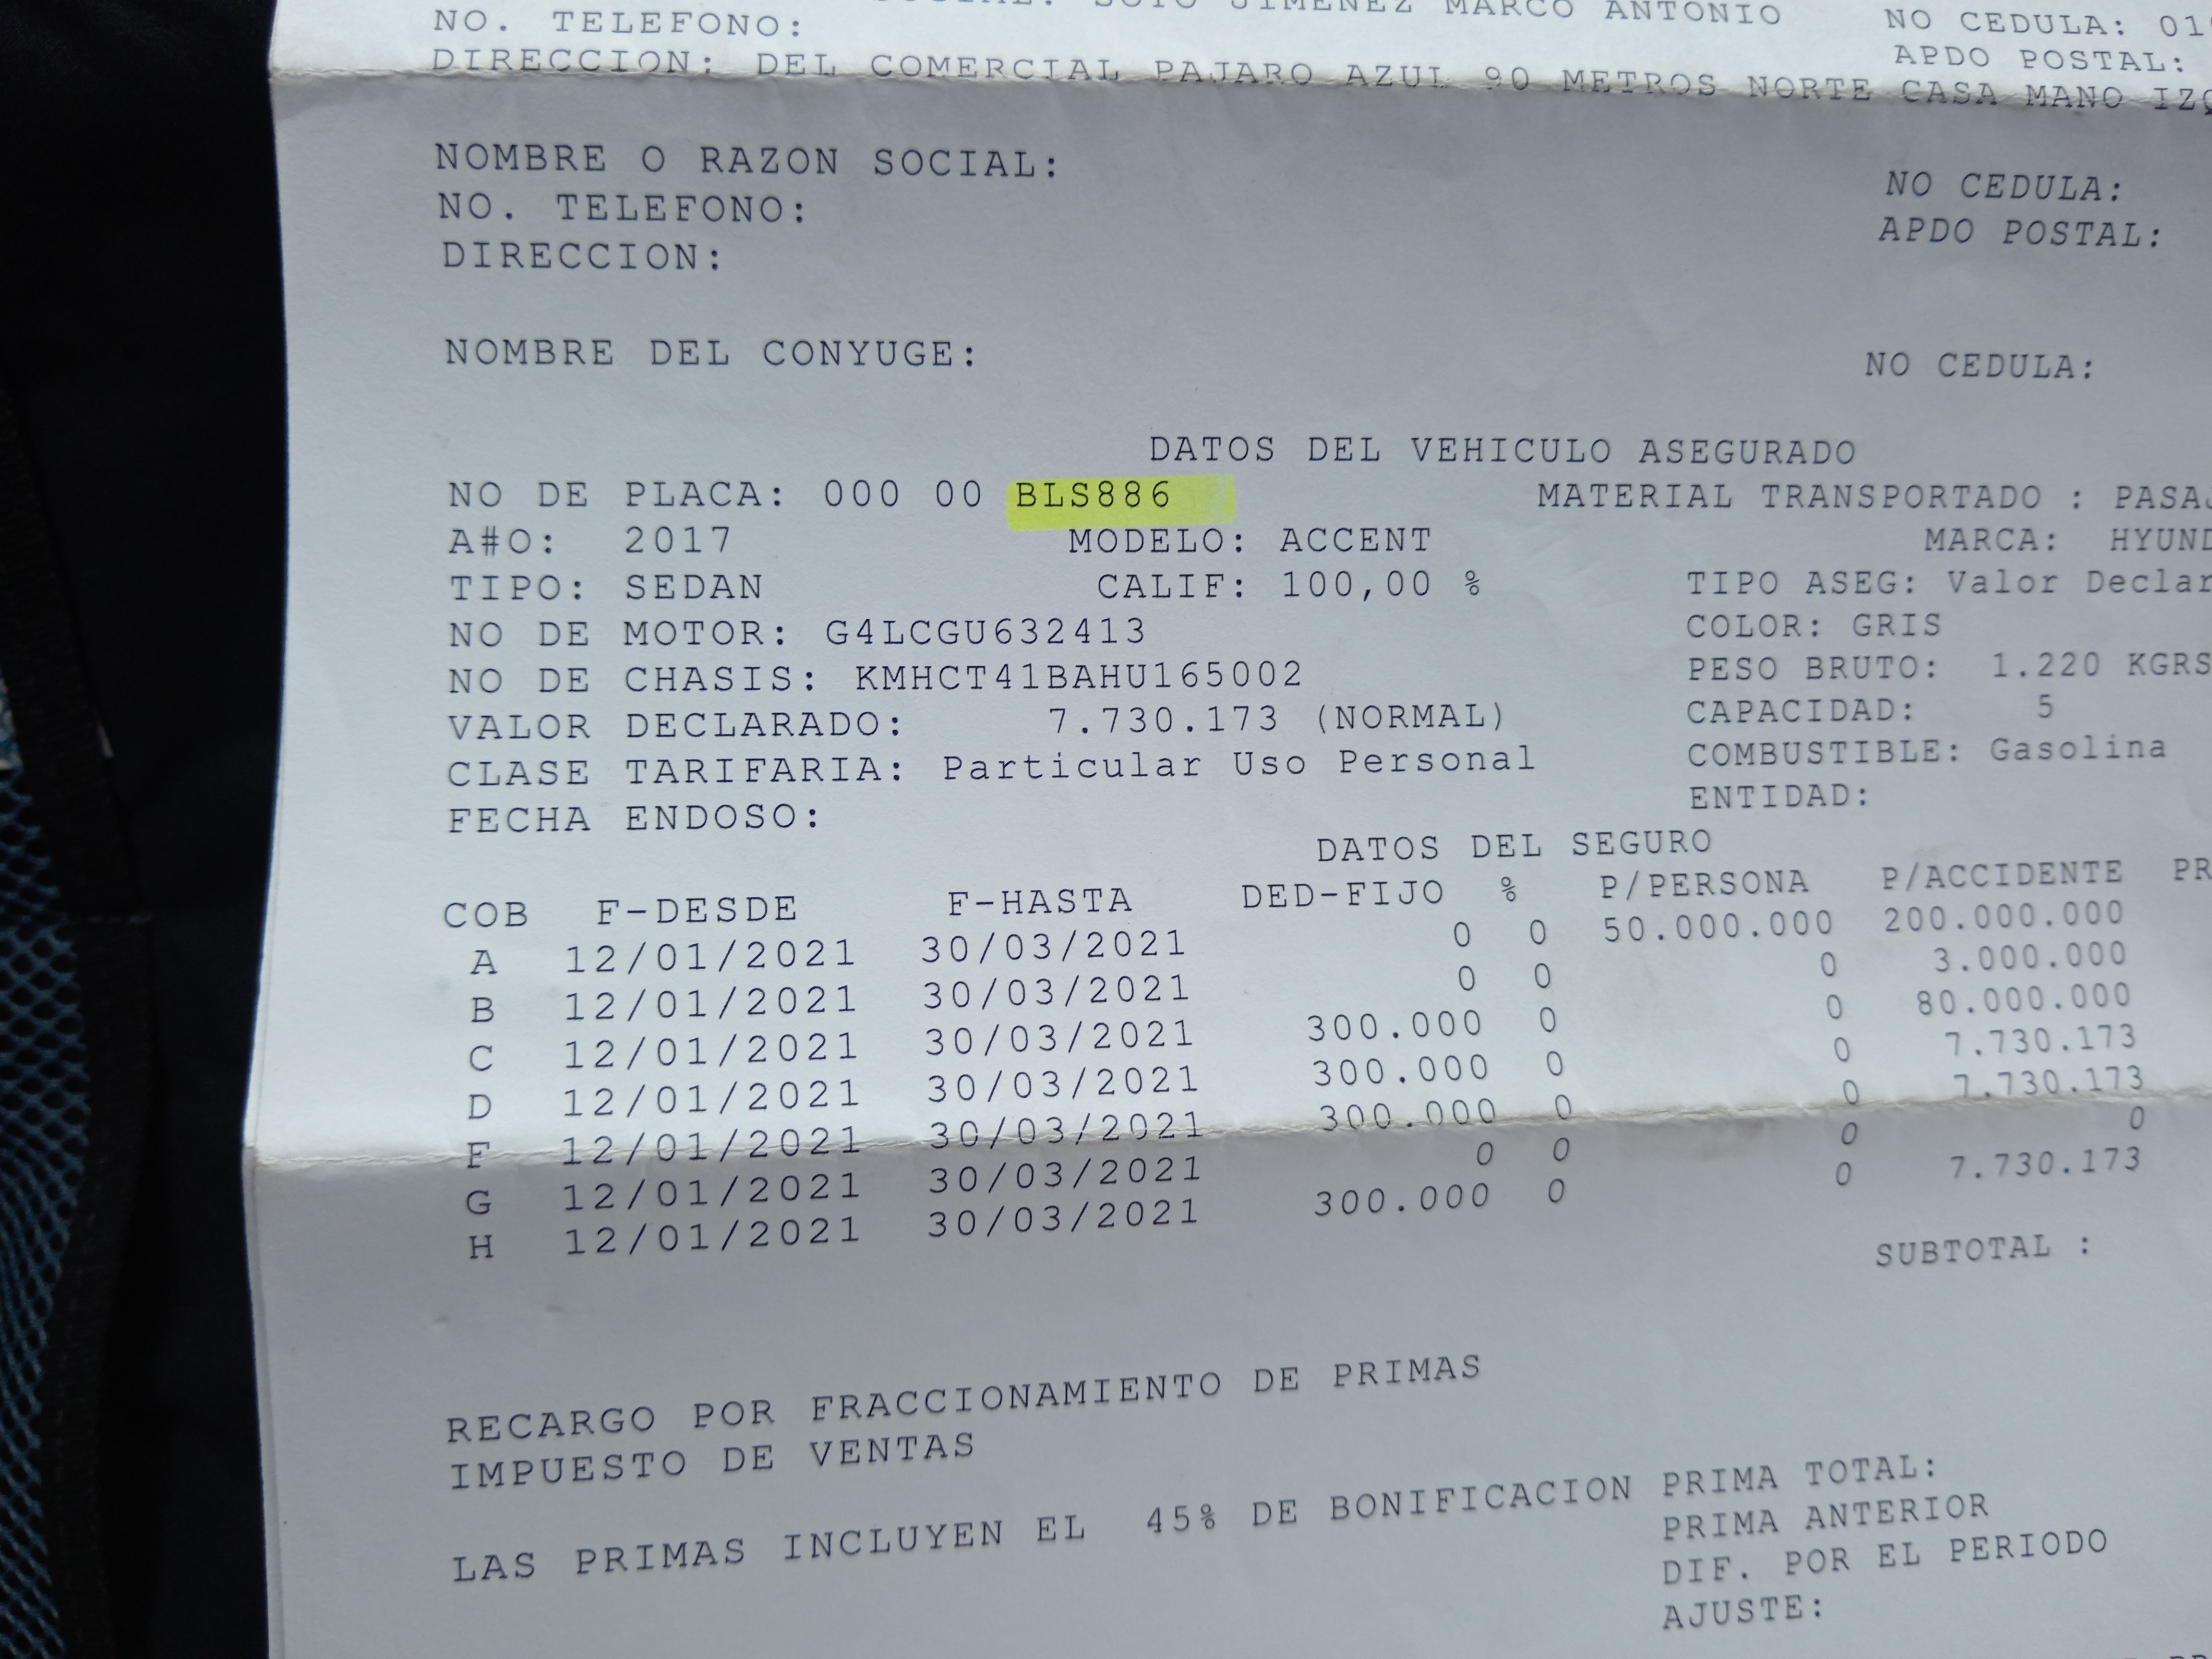 SOTO JIMENEZ MARCO ANTONIO
NO. TELEFONO: NO CEDULA: 01
APDO POSTAL:
DIRECCION: DEL COMERCIAL PAJARO AZUL 90 METROS NORTE CASA MANO IZQ
NOMBRE O RAZON SOCIAL: NO CEDULA:
NO. TELEFONO: APDO POSTAL:
DIRECCION:
NOMBRE DEL CONYUGE: NO CEDULA:
DATOS DEL VEHICULO ASEGURADO
NO DE PLACA: 000 00 BLS886 MATERIAL TRANSPORTADO : PASAJ
A#O: 2017 MODELO: ACCENT MARCA: HYUND
TIPO: SEDAN CALIF: 100,00 % TIPO ASEG: Valor Declar
NO DE MOTOR: G4LCGU632413 COLOR: GRIS
NO DE CHASIS: KMHCT41BAHU165002 PESO BRUTO: 1.220 KGRS
VALOR DECLARADO: 7.730.173 (NORMAL) CAPACIDAD: 5
CLASE TARIFARIA: Particular Uso Personal COMBUSTIBLE: Gasolina
FECHA ENDOSO: ENTIDAD:
DATOS DEL SEGURO
COB F-DESDE F-HASTA DED-FIJO % P/PERSONA P/ACCIDENTE PR
A 12/01/2021 30/03/2021 0 0 50.000.000 200.000.000
B 12/01/2021 30/03/2021 0 0 0 3.000.000
C 12/01/2021 30/03/2021 300.000 0 0 80.000.000
D 12/01/2021 30/03/2021 300.000 0 0 7.730.173
F 12/01/2021 30/03/2021 300.000 0 0 7.730.173
G 12/01/2021 30/03/2021 0 0 0 0
H 12/01/2021 30/03/2021 300.000 0 0 7.730.173
SUBTOTAL :
RECARGO POR FRACCIONAMIENTO DE PRIMAS
IMPUESTO DE VENTAS
LAS PRIMAS INCLUYEN EL 45% DE BONIFICACION PRIMA TOTAL:
PRIMA ANTERIOR
DIF. POR EL PERIODO
AJUSTE: